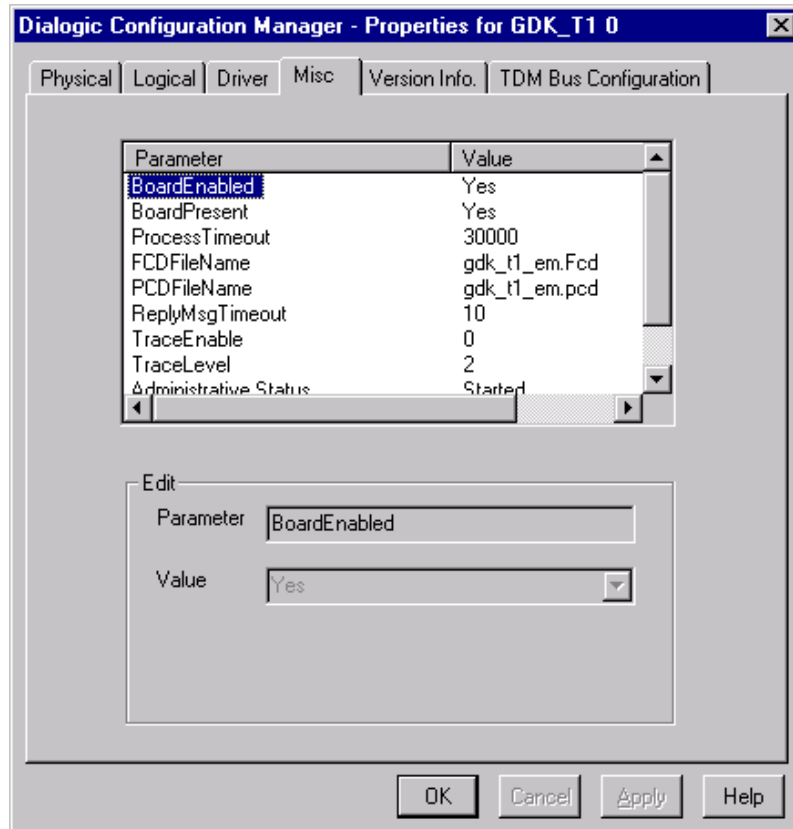 Dialogic Configuration Manager - Properties for GDK_T1 0
Physical Logical Driver Misc Version Info. TDM Bus Configuration
Parameter Value
BoardEnabled Yes
BoardPresent Yes
ProcessTimeout 30000
FCDFileName gdk_t1_em.Fcd
PCDFileName gdk_t1_em.pcd
ReplyMsgTimeout 10
TraceEnable 0
TraceLevel 2
Administrative Status Started
Edit
Parameter BoardEnabled
Value Yes
OK Cancel Apply Help